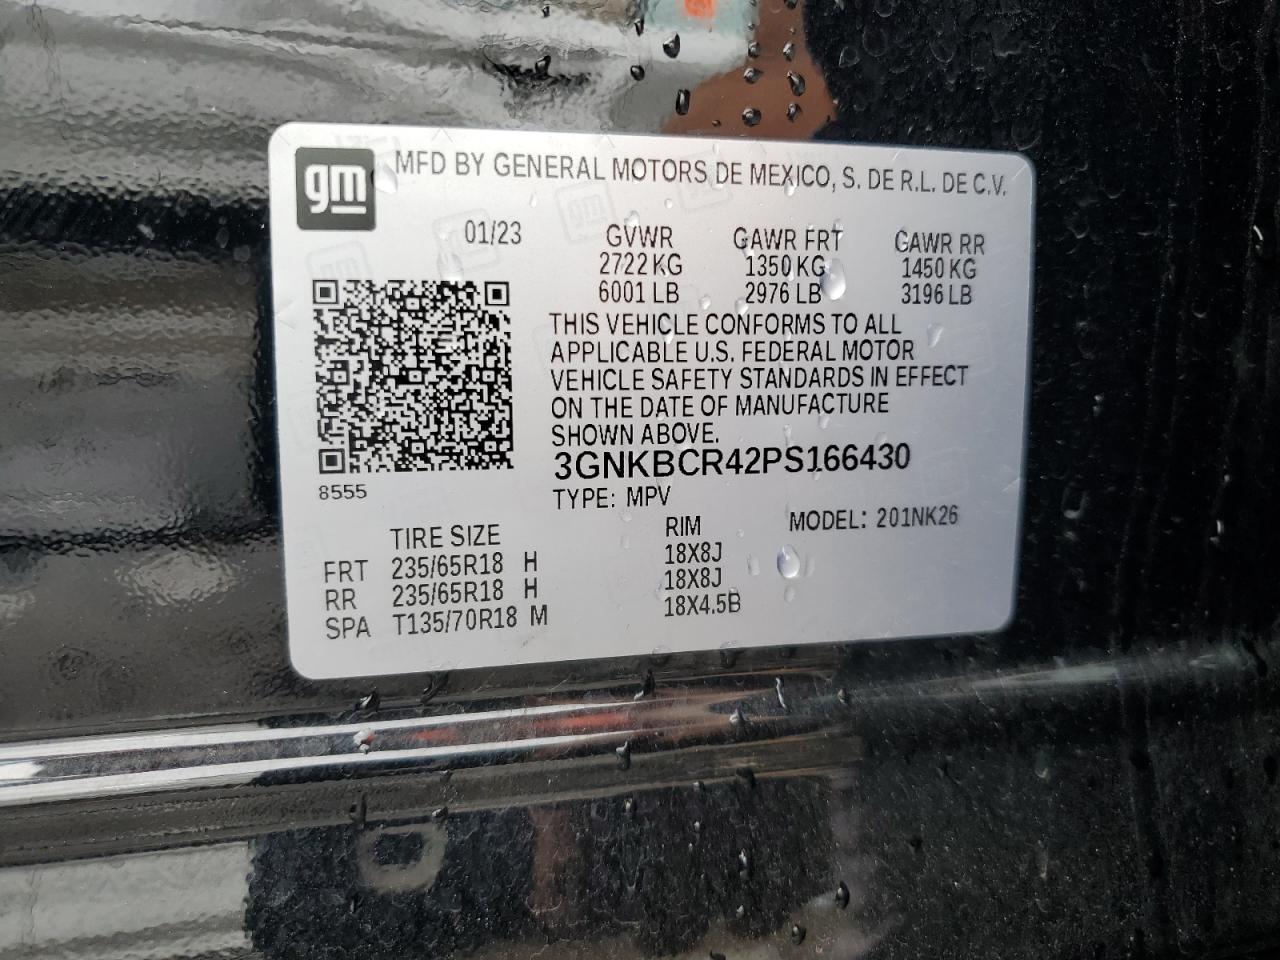 gm
MFD BY GENERAL MOTORS DE MEXICO, S. DE R.L. DE C.V.
01/23
GVWR GAWR FRT GAWR RR
2722 KG 1350 KG 1450 KG
6001 LB 2976 LB 3196 LB
THIS VEHICLE CONFORMS TO ALL
APPLICABLE U.S. FEDERAL MOTOR
VEHICLE SAFETY STANDARDS IN EFFECT
ON THE DATE OF MANUFACTURE
SHOWN ABOVE.
3GNKBCR42PS166430
8555
TYPE: MPV
MODEL: 201NK26
TIRE SIZE RIM
FRT 235/65R18 H 18X8J
RR 235/65R18 H 18X8J
SPA T135/70R18 M 18X4.5B